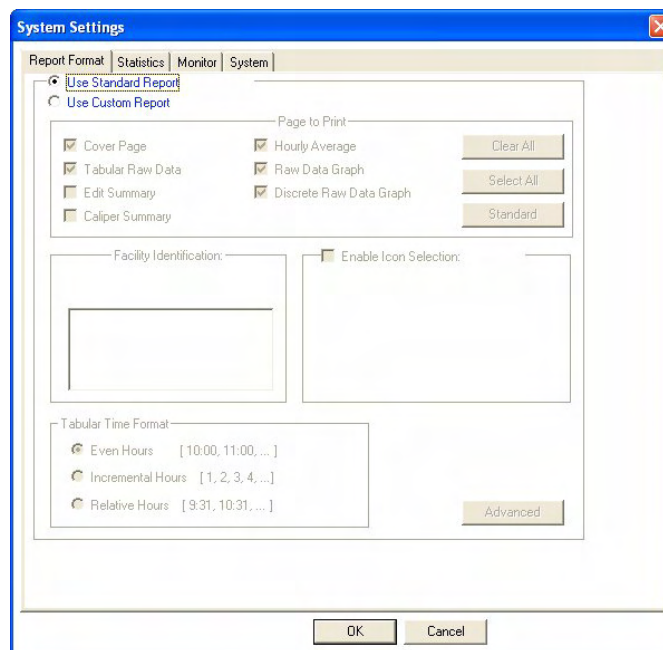 System Settings
Report Format Statistics Monitor System
Use Standard Report
Use Custom Report
Page to Print
Cover Page Hourly Average Clear All
Tabular Raw Data Raw Data Graph Select All
Edit Summary Discrete Raw Data Graph
Caliper Summary Standard
Facility Identification: Enable Icon Selection:
Tabular Time Format
Even Hours [ 10:00, 11:00, ... ]
Incremental Hours [ 1, 2, 3, 4, ...]
Relative Hours [ 9:31, 10:31, ... ] Advanced
OK Cancel